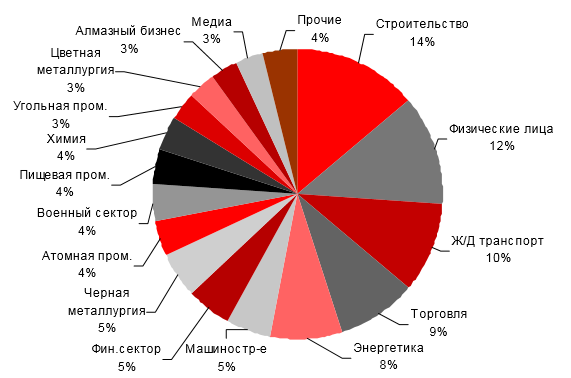 Прочие
4%
Строительство
14%
Физические лица
12%
Ж/Д транспорт
10%
Торговля
9%
Энергетика
8%
Машиностр-е
5%
Фин.сектор
5%
Черная
металлургия
5%
Атомная пром.
4%
Военный сектор
4%
Пищевая пром.
4%
Химия
4%
Угольная пром.
3%
Цветная
металлургия
3%
Алмазный бизнес
3%
Медиа
3%